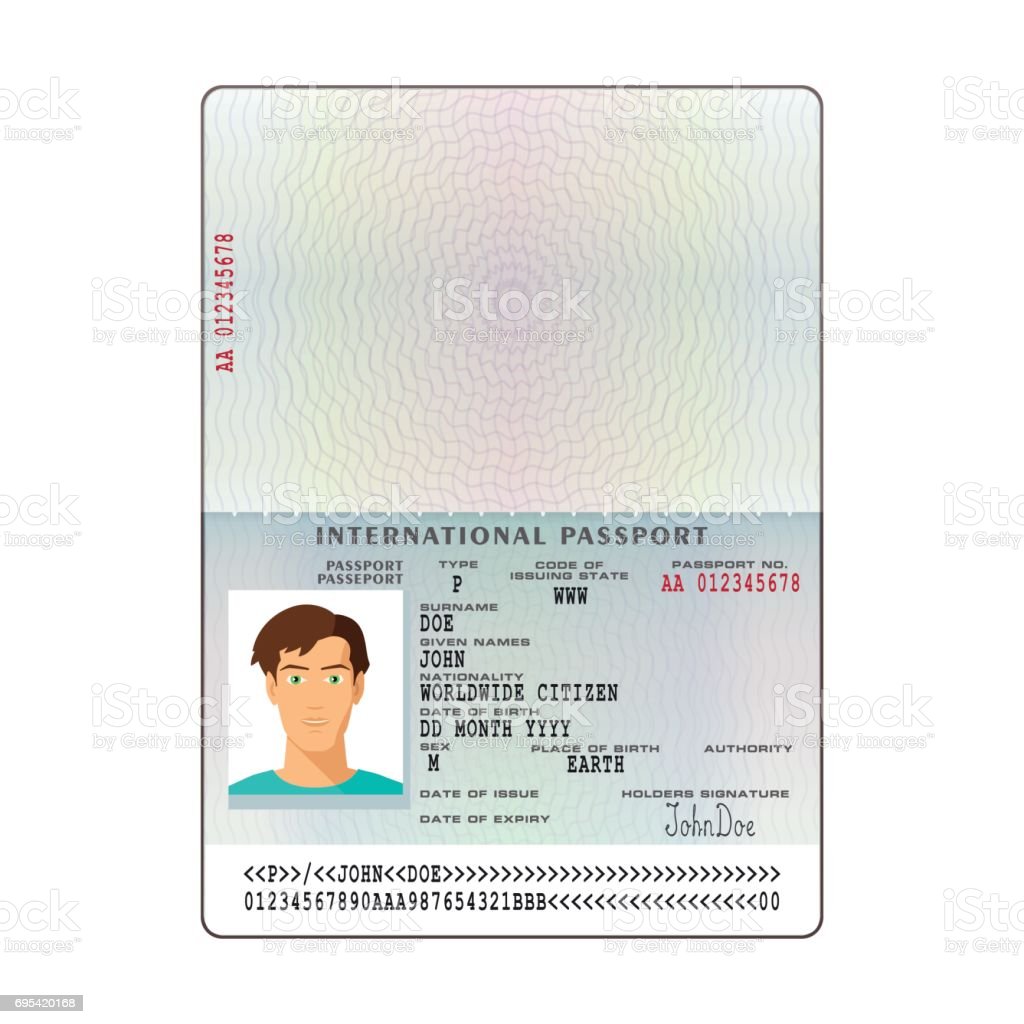 AA 012345678
INTERNATIONAL PASSPORT
PASSPORT
PASSEPORT
TYPE
P
CODE OF
ISSUING STATE
WWW
PASSPORT NO.
AA 012345678
SURNAME
DOE
GIVEN NAMES
JOHN
NATIONALITY
WORLDWIDE CITIZEN
DATE OF BIRTH
DD MONTH YYYY
SEX PLACE OF BIRTH AUTHORITY
M EARTH
DATE OF ISSUE HOLDERS SIGNATURE
DATE OF EXPIRY JohnDoe
<<P>>/<<JOHN<<DOE>>>>>>>>>>>>>>>>>>>>>>>>>>>>
01234567890AAA987654321BBB<<<<<<<<<<<<<<<<<<00
iStock
by Getty Images™
695420168